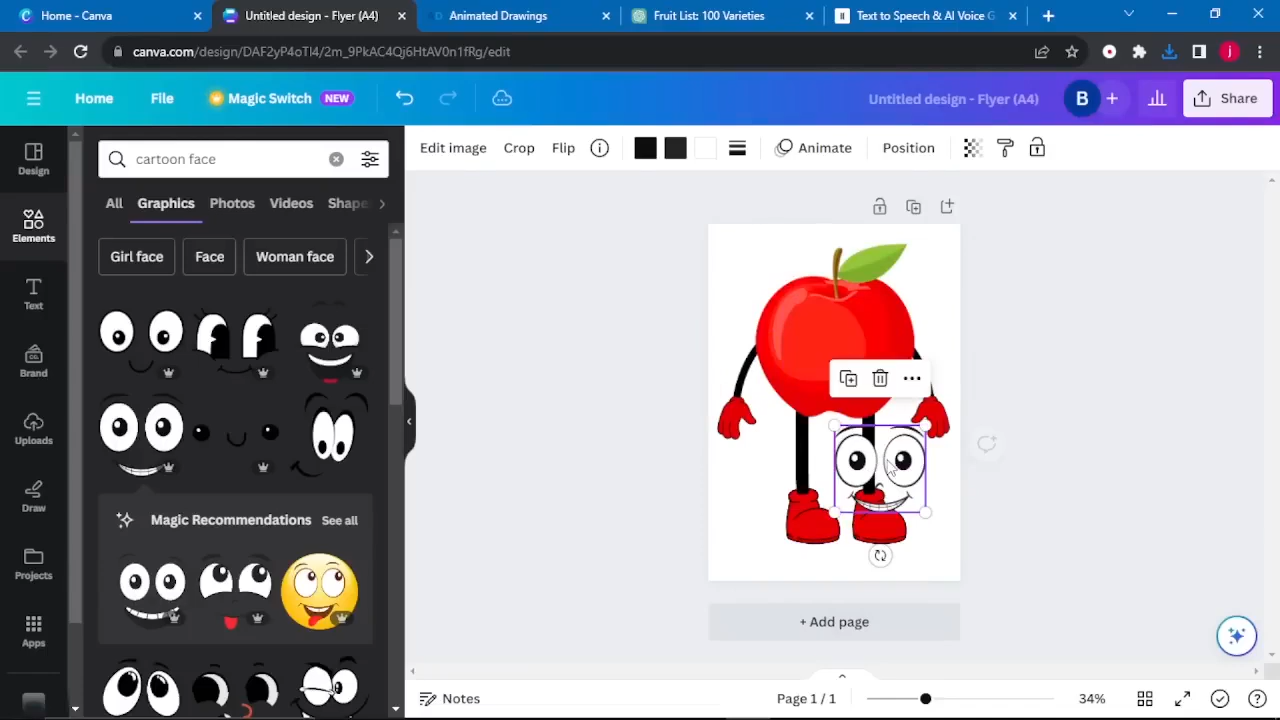 Home - Canva
Untitled design - Flyer (A4)
Animated Drawings
Fruit List: 100 Varieties
Text to Speech & AI Voice G
canva.com/design/DAF2yP4oTl4/2m_9PkAC4Qj6HtAV0n1fRg/edit
j
Home
File
Magic Switch
NEW
Untitled design - Flyer (A4)
B
Share
Design
Elements
Text
Brand
Uploads
Draw
Projects
Apps
cartoon face
All
Graphics
Photos
Videos
Shape
Girl face
Face
Woman face
Magic Recommendations
See all
Edit image
Crop
Flip
Animate
Position
+ Add page
Notes
Page 1 / 1
34%